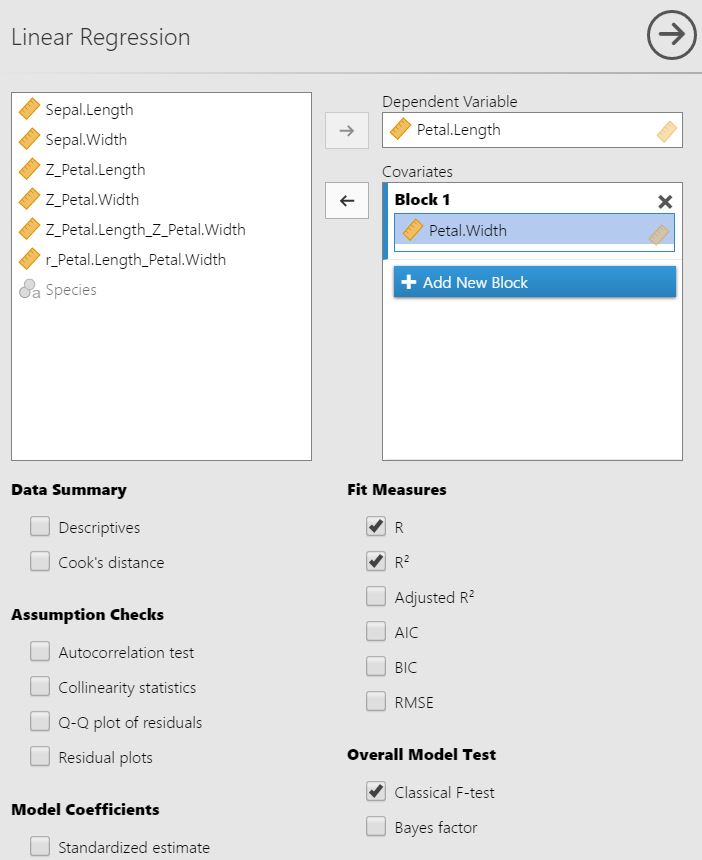 Linear Regression
Sepal.Length
Sepal.Width
Z_Petal.Length
Z_Petal.Width
Z_Petal.Length_Z_Petal.Width
r_Petal.Length_Petal.Width
a Species
Dependent Variable
Petal.Length
Covariates
Block 1
Petal.Width
Add New Block
Data Summary
Descriptives
Cook's distance
Assumption Checks
Autocorrelation test
Collinearity statistics
Q-Q plot of residuals
Residual plots
Model Coefficients
Standardized estimate
Fit Measures
R
R²
Adjusted R²
AIC
BIC
RMSE
Overall Model Test
Classical F-test
Bayes factor